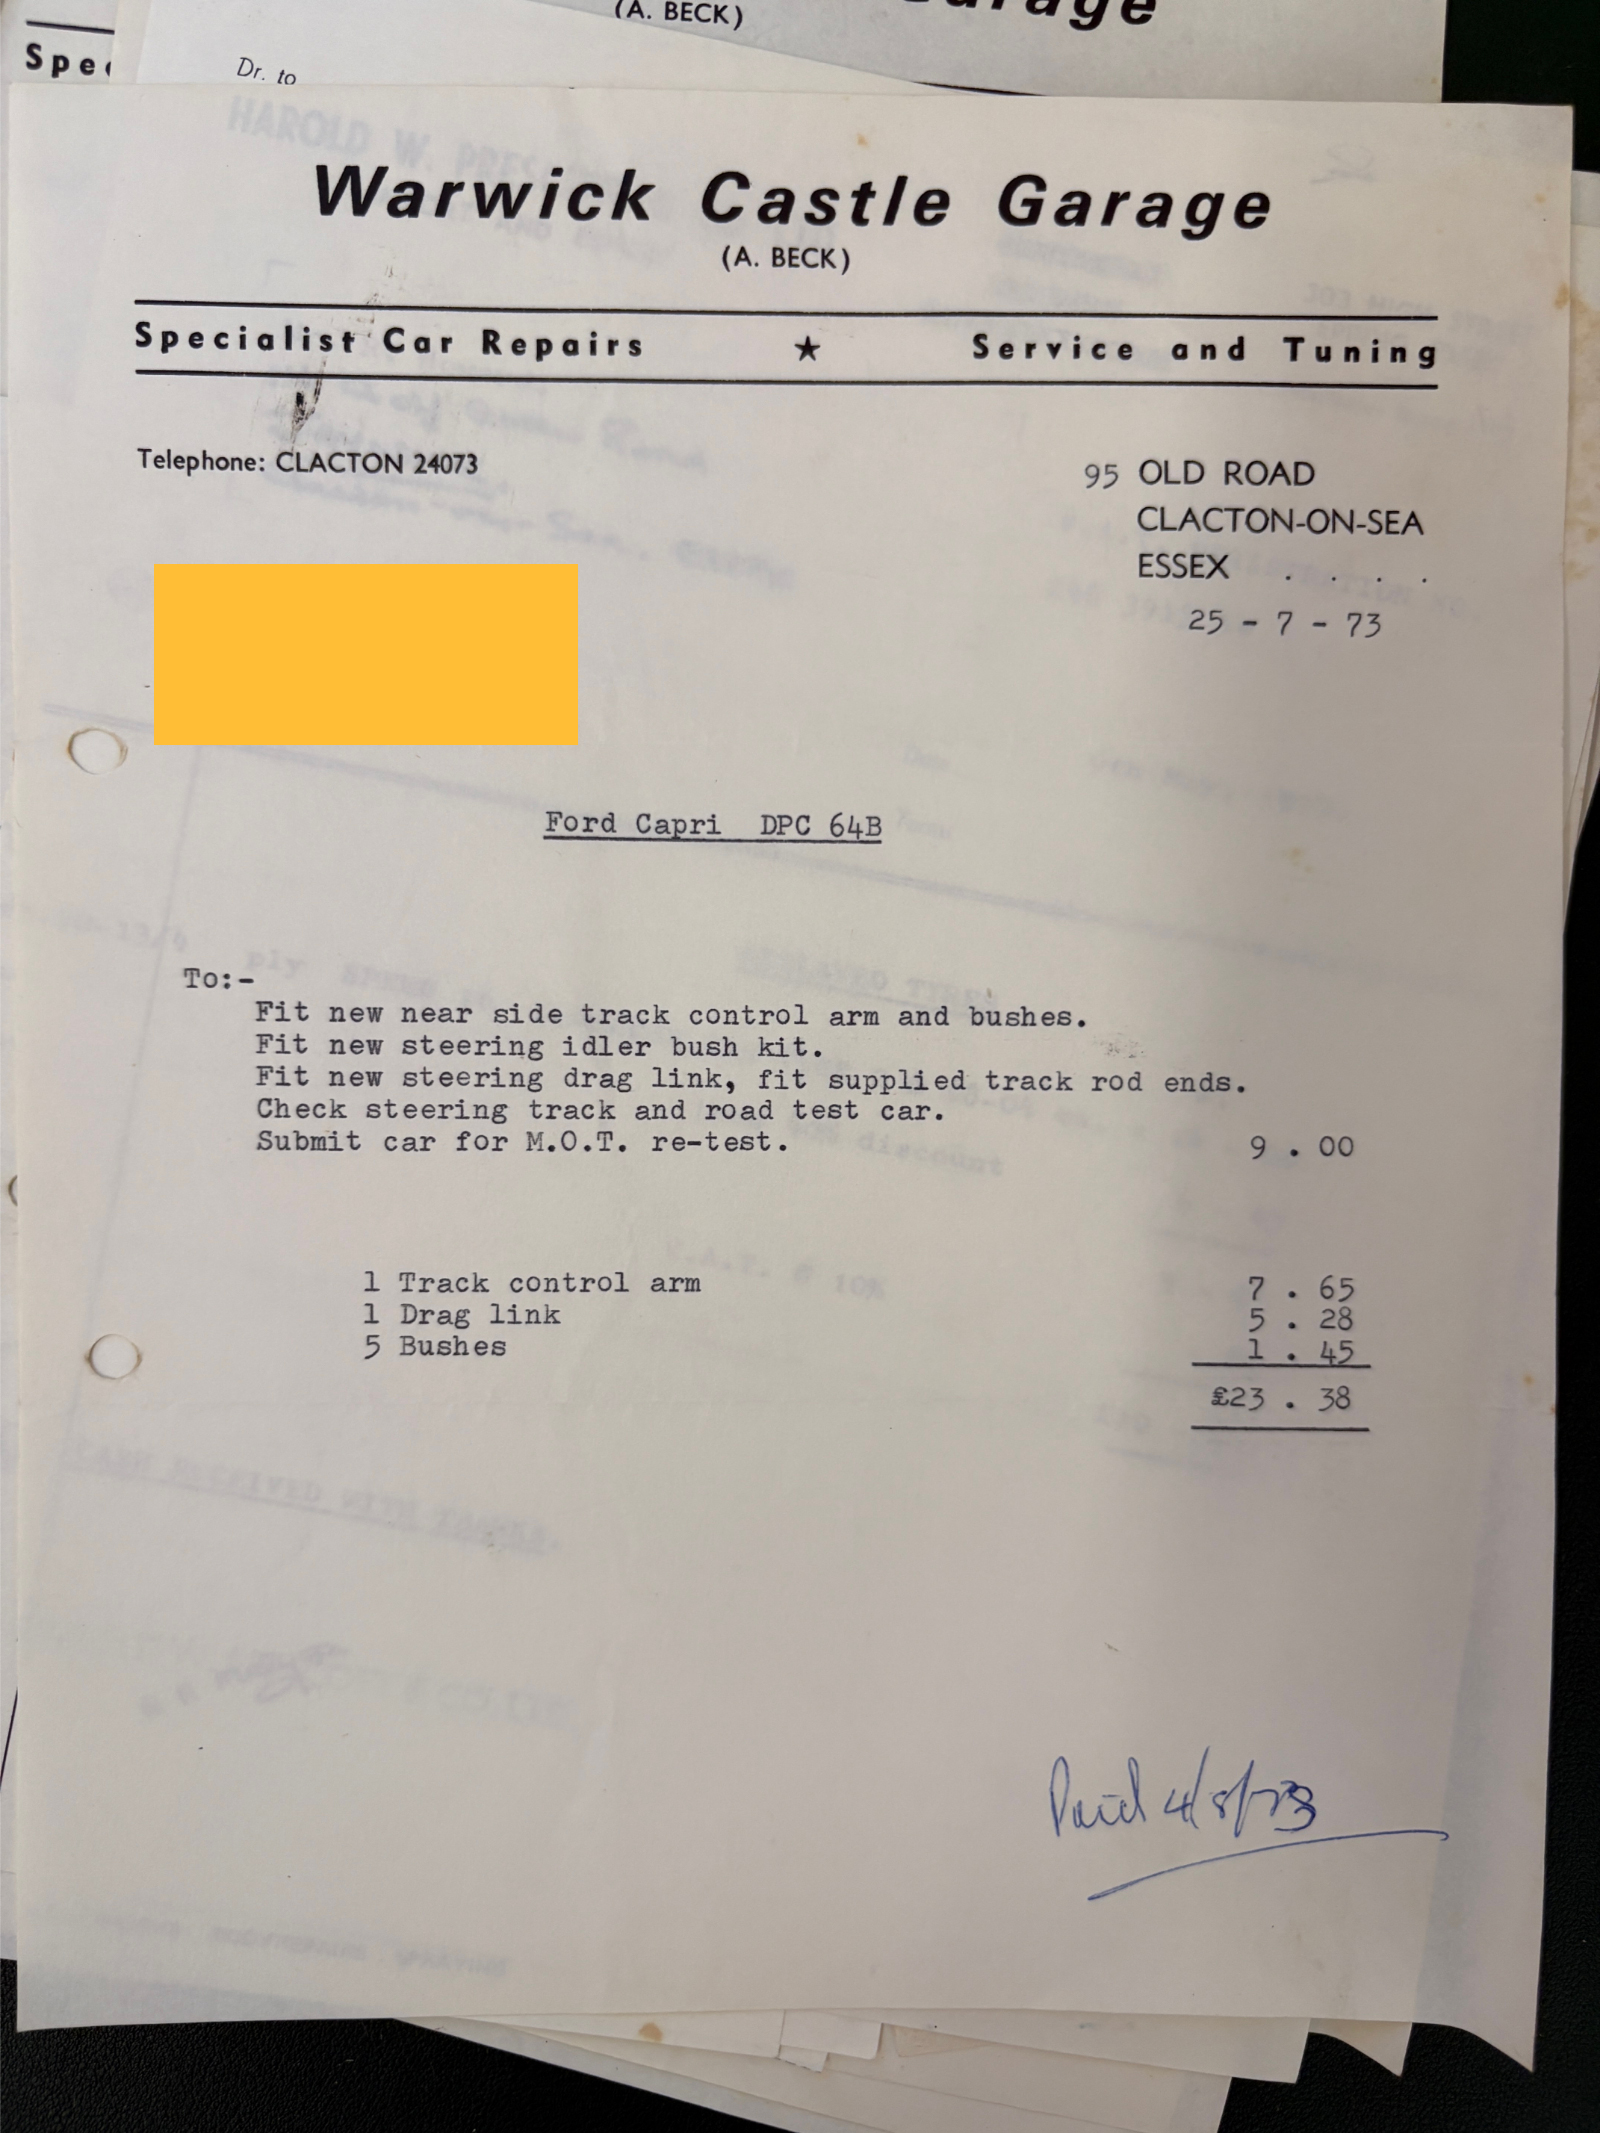 (A. BECK)
Spe
Dr. to
Warwick Castle Garage
(A. BECK)
Specialist Car Repairs ★ Service and Tuning
Telephone: CLACTON 24073
95 OLD ROAD
CLACTON-ON-SEA
ESSEX . . . .
25 - 7 - 73
Ford Capri DPC 64B
To:-
Fit new near side track control arm and bushes.
Fit new steering idler bush kit.
Fit new steering drag link, fit supplied track rod ends.
Check steering track and road test car.
Submit car for M.O.T. re-test. 9 . 00
1 Track control arm 7 . 65
1 Drag link 5 . 28
5 Bushes 1 . 45
£23 . 38
Paid 4/8/73